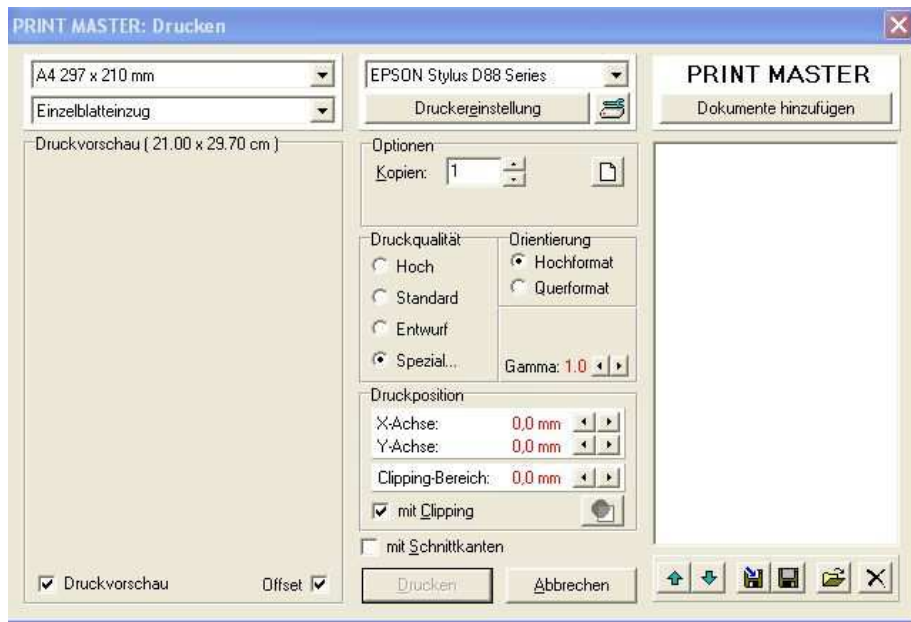 PRINT MASTER: Drucken
A4 297 x 210 mm
Einzelblatteinzug
Druckvorschau ( 21.00 x 29.70 cm )
Druckvorschau
Offset
EPSON Stylus D88 Series
Druckereinstellung
Optionen
Kopien: 1
Druckqualität
Hoch
Standard
Entwurf
Spezial...
Orientierung
Hochformat
Querformat
Gamma: 1.0
Druckposition
X-Achse: 0,0 mm
Y-Achse: 0,0 mm
Clipping-Bereich: 0,0 mm
mit Clipping
mit Schnittkanten
Drucken
Abbrechen
PRINT MASTER
Dokumente hinzufügen